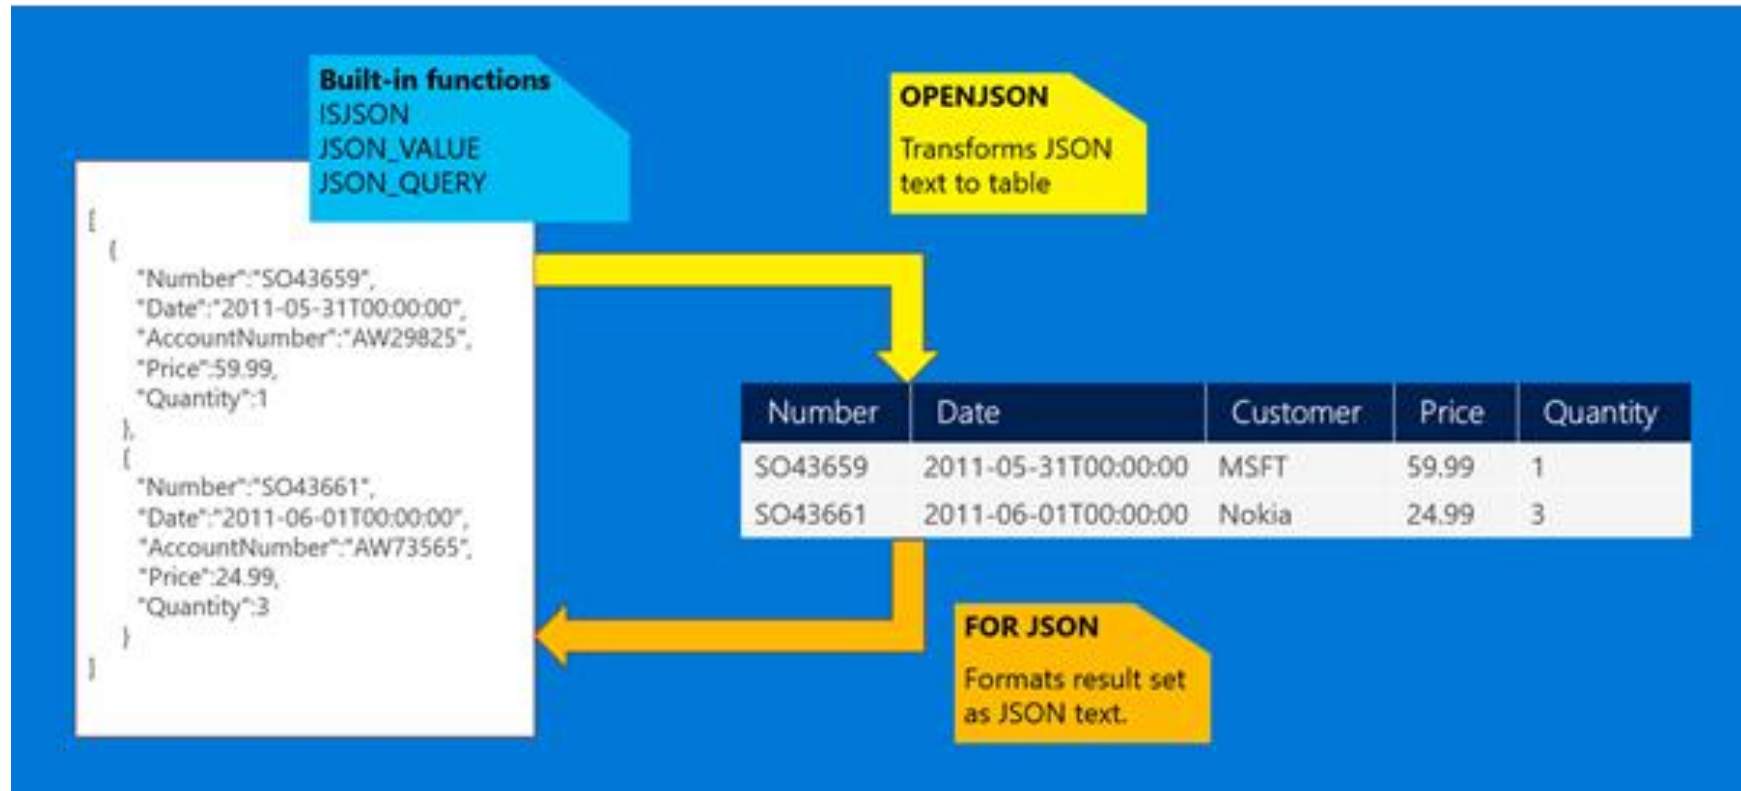 Built-in functions
ISJSON
JSON_VALUE
JSON_QUERY
OPENJSON
Transforms JSON
text to table
[
{
"Number":"SO43659",
"Date":"2011-05-31T00:00:00",
"AccountNumber":"AW29825",
"Price":59.99,
"Quantity":1
},
{
"Number":"SO43661",
"Date":"2011-06-01T00:00:00",
"AccountNumber":"AW73565",
"Price":24.99,
"Quantity":3
}
]
Number Date Customer Price Quantity
SO43659 2011-05-31T00:00:00 MSFT 59.99 1
SO43661 2011-06-01T00:00:00 Nokia 24.99 3
FOR JSON
Formats result set
as JSON text.